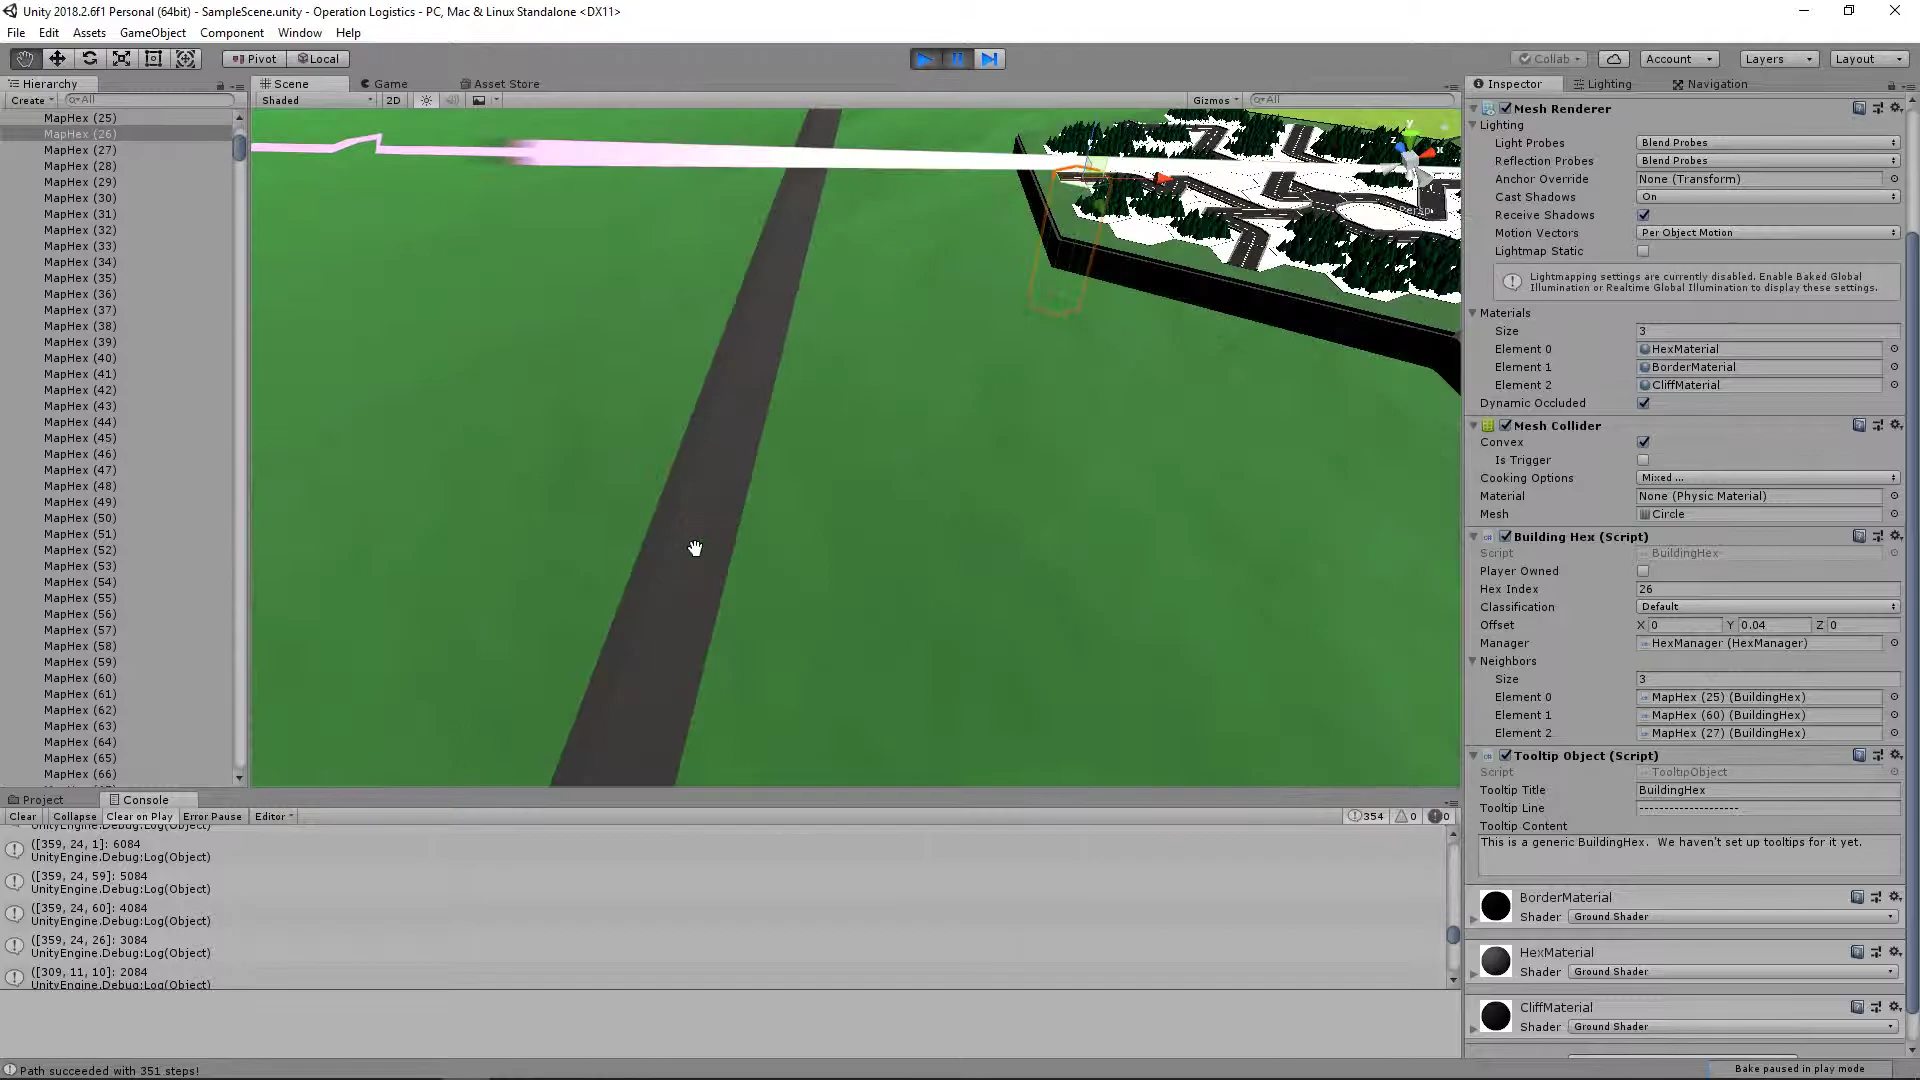 Unity 2018.2.6f1 Personal (64bit) - SampleScene.unity - Operation Logistics - PC, Mac & Linux Standalone <DX11>
File Edit Assets GameObject Component Window Help
Pivot Local Collab Account Layers Layout
Hierarchy
Create All
MapHex (25)
MapHex (26)
MapHex (27)
MapHex (28)
MapHex (29)
MapHex (30)
MapHex (31)
MapHex (32)
MapHex (33)
MapHex (34)
MapHex (35)
MapHex (36)
MapHex (37)
MapHex (38)
MapHex (39)
MapHex (40)
MapHex (41)
MapHex (42)
MapHex (43)
MapHex (44)
MapHex (45)
MapHex (46)
MapHex (47)
MapHex (48)
MapHex (49)
MapHex (50)
MapHex (51)
MapHex (52)
MapHex (53)
MapHex (54)
MapHex (55)
MapHex (56)
MapHex (57)
MapHex (58)
MapHex (59)
MapHex (60)
MapHex (61)
MapHex (62)
MapHex (63)
MapHex (64)
MapHex (65)
MapHex (66)
Scene Game Asset Store
Shaded 2D Gizmos All
y
x
z
Persp
Project Console
Clear Collapse Clear on Play Error Pause Editor 354 0 0
UnityEngine.Debug:Log(Object)
([359, 24, 1]: 6084
UnityEngine.Debug:Log(Object)
([359, 24, 59]: 5084
UnityEngine.Debug:Log(Object)
([359, 24, 60]: 4084
UnityEngine.Debug:Log(Object)
([359, 24, 26]: 3084
UnityEngine.Debug:Log(Object)
([309, 11, 10]: 2084
UnityEngine.Debug:Log(Object)
Path succeeded with 351 steps!
Inspector Lighting Navigation
Mesh Renderer
Lighting
Light Probes Blend Probes
Reflection Probes Blend Probes
Anchor Override None (Transform)
Cast Shadows On
Receive Shadows
Motion Vectors Per Object Motion
Lightmap Static
Lightmapping settings are currently disabled. Enable Baked Global
Illumination or Realtime Global Illumination to display these settings.
Materials
Size 3
Element 0 HexMaterial
Element 1 BorderMaterial
Element 2 CliffMaterial
Dynamic Occluded
Mesh Collider
Convex
Is Trigger
Cooking Options Mixed ...
Material None (Physic Material)
Mesh Circle
Building Hex (Script)
Script BuildingHex
Player Owned
Hex Index 26
Classification Default
Offset X 0 Y 0.04 Z 0
Manager HexManager (HexManager)
Neighbors
Size 3
Element 0 MapHex (25) (BuildingHex)
Element 1 MapHex (60) (BuildingHex)
Element 2 MapHex (27) (BuildingHex)
Tooltip Object (Script)
Script TooltipObject
Tooltip Title BuildingHex
Tooltip Line --------------------
Tooltip Content
This is a generic BuildingHex.  We haven't set up tooltips for it yet.
BorderMaterial
Shader Ground Shader
HexMaterial
Shader Ground Shader
CliffMaterial
Shader Ground Shader
Bake paused in play mode